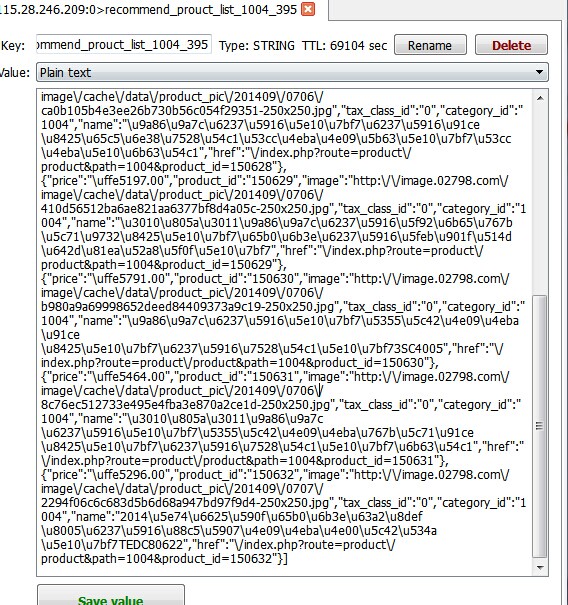 115.28.246.209:0>recommend_prouct_list_1004_395
Key: ommend_prouct_list_1004_395 Type: STRING TTL: 69104 sec Rename Delete
Value: Plain text
image\/cache\/data\/product_pic\/201409\/0706\/
ca0b105b4e3ee26b730b56c054f29351-250x250.jpg","tax_class_id":"0","category_id":"
1004","name":"\u9a86\u9a7c\u6237\u5916\u5e10\u7bf7\u6237\u5916\u91ce
\u8425\u65c5\u6e38\u7528\u54c1\u53cc\u4eba\u4e09\u5b63\u5e10\u7bf7\u53cc
\u4eba\u5e10\u6b63\u54c1","href":"\/index.php?route=product\/
product&path=1004&product_id=150628"},
{"price":"\uffe5197.00","product_id":"150629","image":"http:\/\/image.02798.com\/
image\/cache\/data\/product_pic\/201409\/0706\/
410d56512ba6ae821aa6377bf8d4a05c-250x250.jpg","tax_class_id":"0","category_id":"1
004","name":"\u3010\u805a\u3011\u9a86\u9a7c\u6237\u5916\u5f92\u6b65\u767b
\u5c71\u9732\u8425\u5e10\u7bf7\u65b0\u6b3e\u6237\u5916\u5feb\u901f\u514d
\u642d\u81ea\u52a8\u5f0f\u5e10\u7bf7","href":"\/index.php?route=product\/
product&path=1004&product_id=150629"},
{"price":"\uffe5791.00","product_id":"150630","image":"http:\/\/image.02798.com\/
image\/cache\/data\/product_pic\/201409\/0706\/
b980a9a69998652deed84409373a9c19-250x250.jpg","tax_class_id":"0","category_id":"
1004","name":"\u9a86\u9a7c\u6237\u5916\u5e10\u7bf7\u5355\u5c42\u4e09\u4eba
\u91ce
\u8425\u5e10\u7bf7\u6237\u5916\u7528\u54c1\u5e10\u7bf73SC4005","href":"\/
index.php?route=product\/product&path=1004&product_id=150630"},
{"price":"\uffe5464.00","product_id":"150631","image":"http:\/\/image.02798.com\/
image\/cache\/data\/product_pic\/201409\/0706\/
8c76ec512733e495e4fba3e870a2ce1d-250x250.jpg","tax_class_id":"0","category_id":"
1004","name":"\u3010\u805a\u3011\u9a86\u9a7c
\u6237\u5916\u5e10\u7bf7\u5355\u5c42\u4e09\u4eba\u767b\u5c71\u91ce
\u8425\u5e10\u7bf7\u6237\u5916\u7528\u54c1\u5e10\u7bf7\u6b63\u54c1","href":"
\/index.php?route=product\/product&path=1004&product_id=150631"},
{"price":"\uffe5296.00","product_id":"150632","image":"http:\/\/image.02798.com\/
image\/cache\/data\/product_pic\/201409\/0707\/
2294f06c6c683d5b6d68a947bd97f9d4-250x250.jpg","tax_class_id":"0","category_id":"1
004","name":"2014\u5e74\u6625\u590f\u65b0\u6b3e\u63a2\u8def
\u8005\u6237\u5916\u88c5\u5907\u4e09\u4eba\u4e00\u5c42\u534a
\u5e10\u7bf7TEDC80622","href":"\/index.php?route=product\/
product&path=1004&product_id=150632"}]
Save value